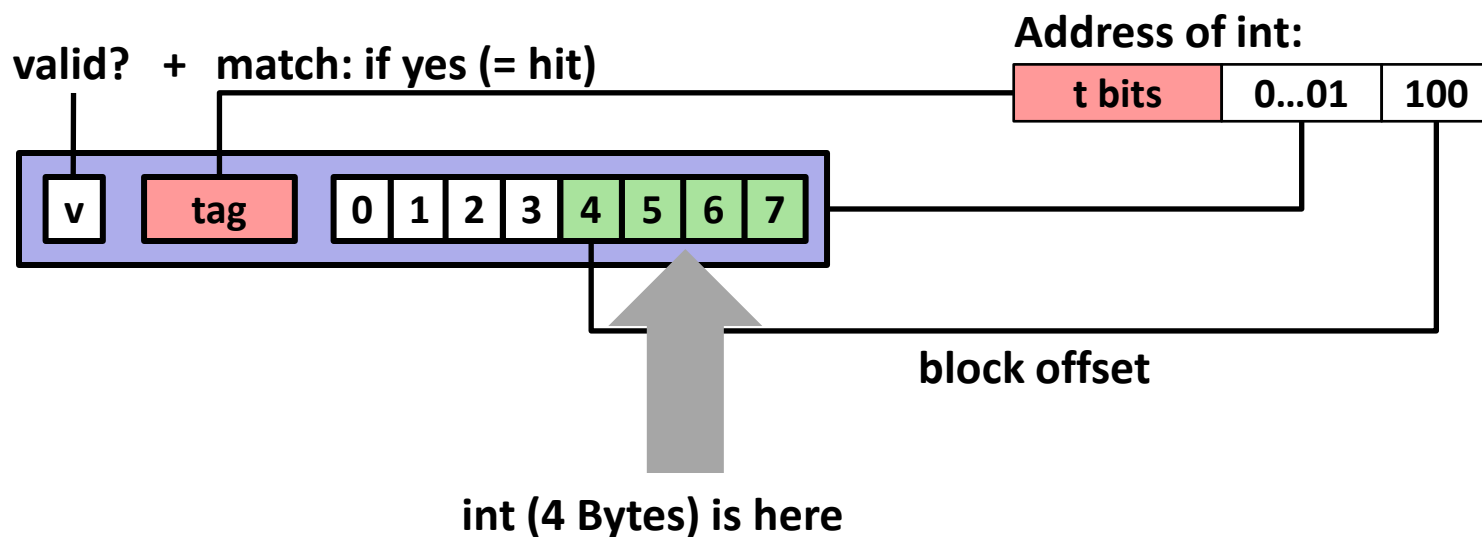 Address of int:
valid? + match: if yes (= hit)
t bits 0...01 100
v tag 0 1 2 3 4 5 6 7
block offset
int (4 Bytes) is here